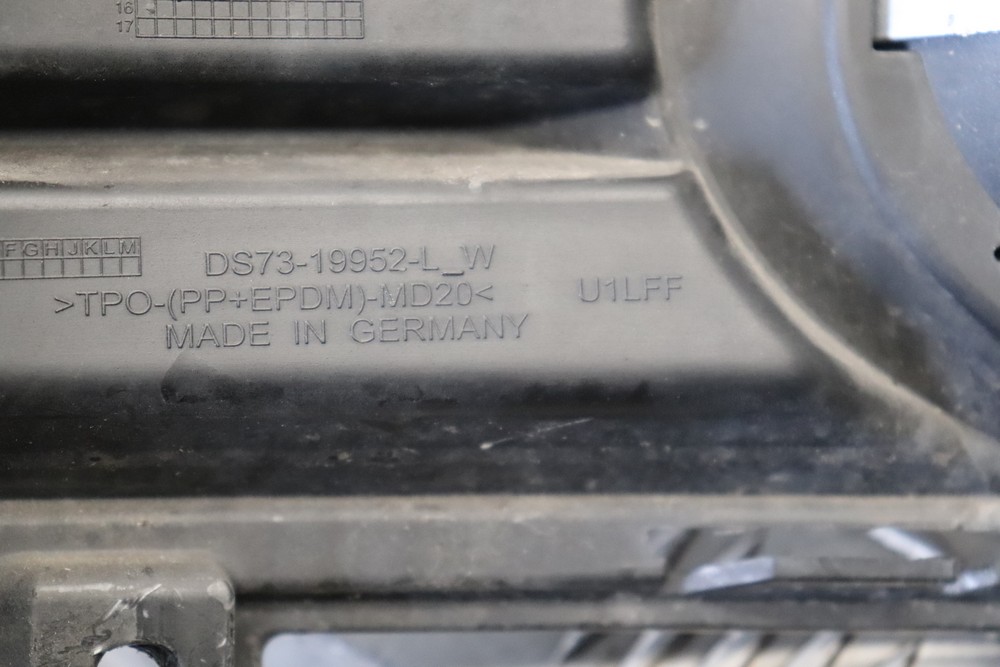 16
17
FGHJKLM
DS73-19952-L_W
>TPO-(PP+EPDM)-MD20<
U1LFF
MADE IN GERMANY